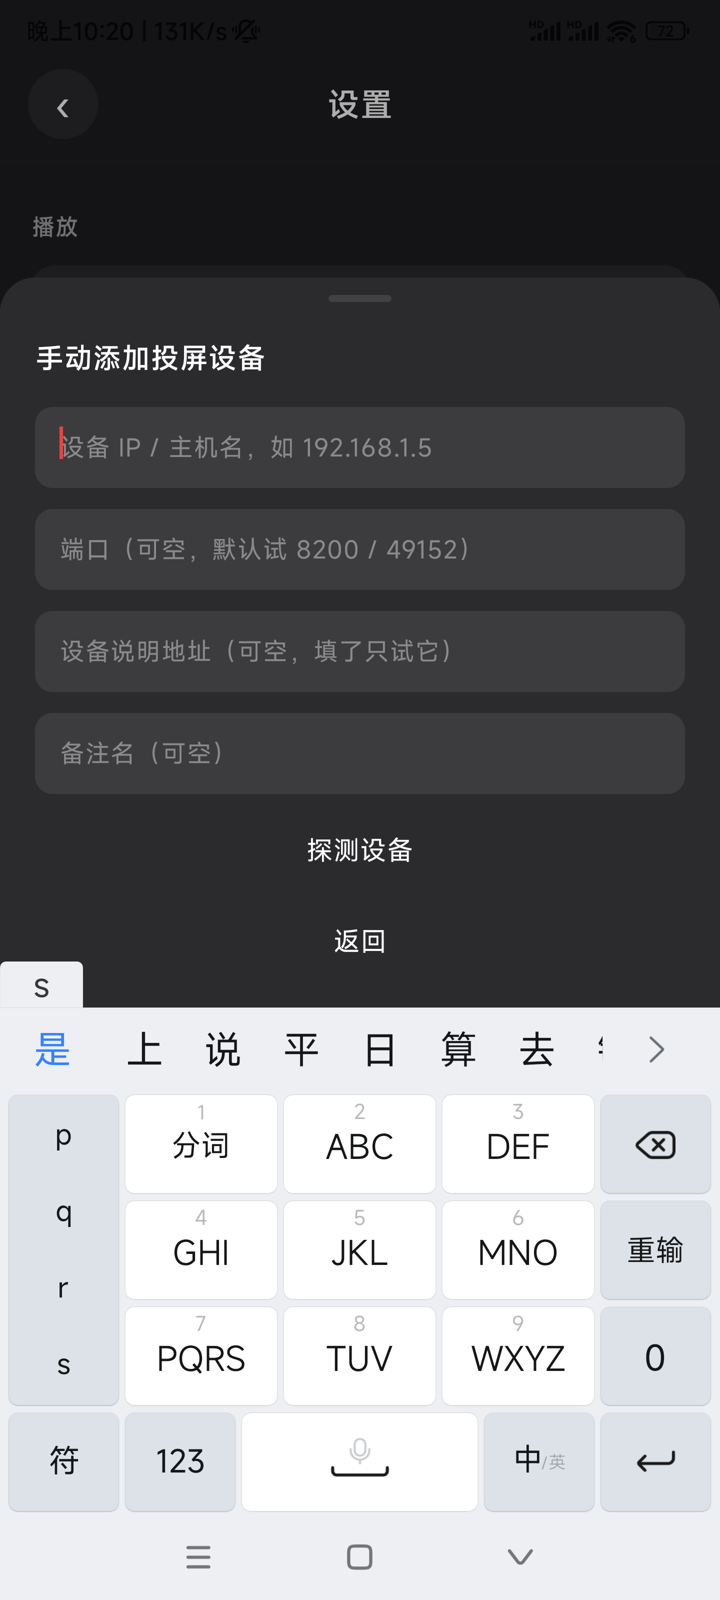 晚上10:20 | 131K/s
HD HD 6 72
设置
播放
手动添加投屏设备
设备 IP / 主机名，如 192.168.1.5
端口（可空，默认试 8200 / 49152）
设备说明地址（可空，填了只试它）
备注名（可空）
探测设备
返回
s
是 上 说 平 日 算 去
p
q
r
s
1 分词
2 ABC
3 DEF
4 GHI
5 JKL
6 MNO
重输
7 PQRS
8 TUV
9 WXYZ
0
符
123
中/英